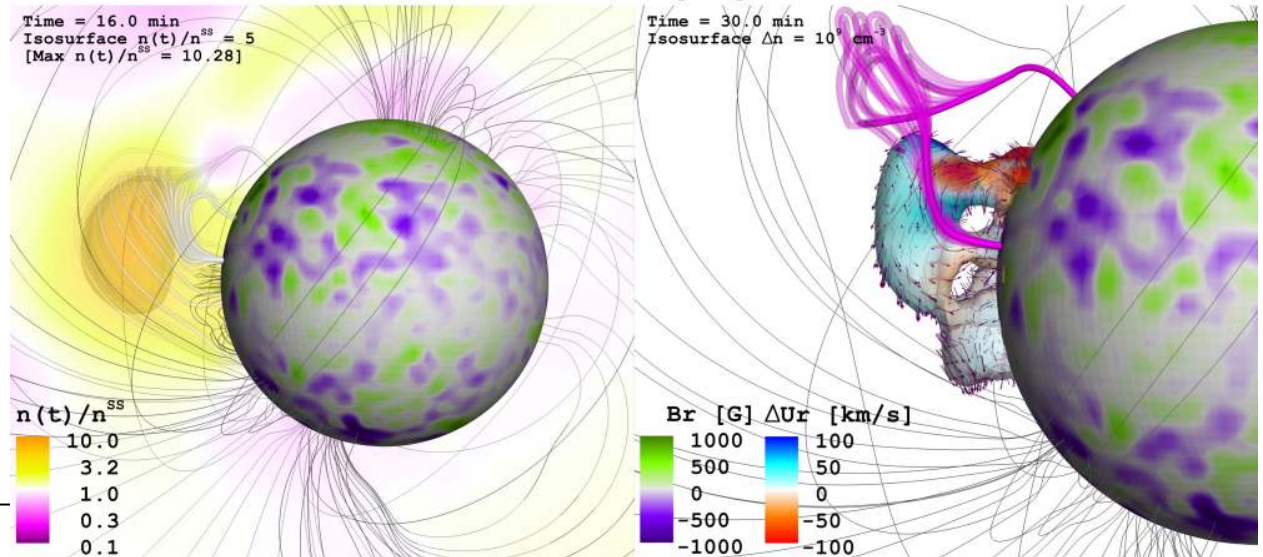 Time = 16.0 min
Isosurface n(t)/n^SS = 5
[Max n(t)/n^SS = 10.28]
n(t)/n^SS
10.0
3.2
1.0
0.3
0.1
Time = 30.0 min
Isosurface Δn = 10^9 cm^-3
Br [G] ΔUr [km/s]
1000 100
500 50
0 0
-500 -50
-1000 -100